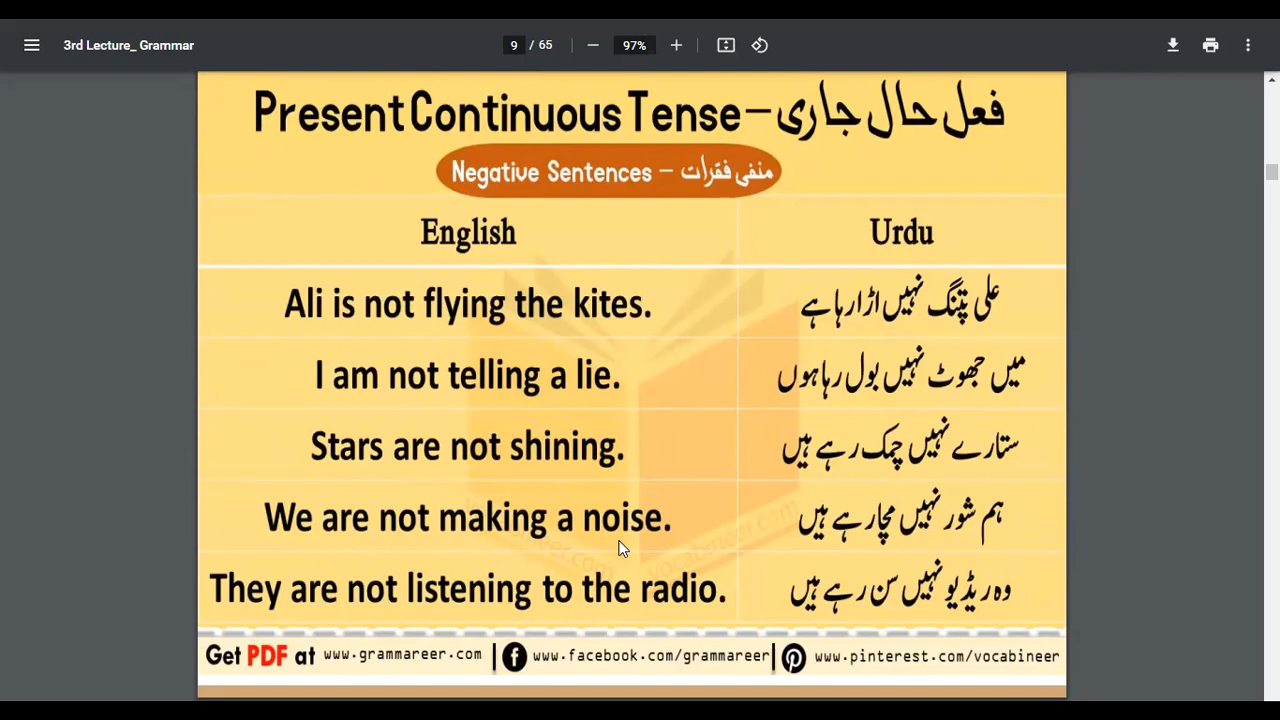 3rd Lecture_ Grammar
9 / 65
97%
Present Continuous Tense – فعل حال جاری
Negative Sentences – منفی فقرات
English Urdu
Ali is not flying the kites. علی پتنگ نہیں اڑا رہا ہے
I am not telling a lie. میں جھوٹ نہیں بول رہا ہوں
Stars are not shining. ستارے نہیں چمک رہے ہیں
We are not making a noise. ہم شور نہیں مچا رہے ہیں
They are not listening to the radio. وہ ریڈیو نہیں سن رہے ہیں
Get PDF at www.grammareer.com | www.facebook.com/grammareer | www.pinterest.com/vocabineer
vocabineer.com